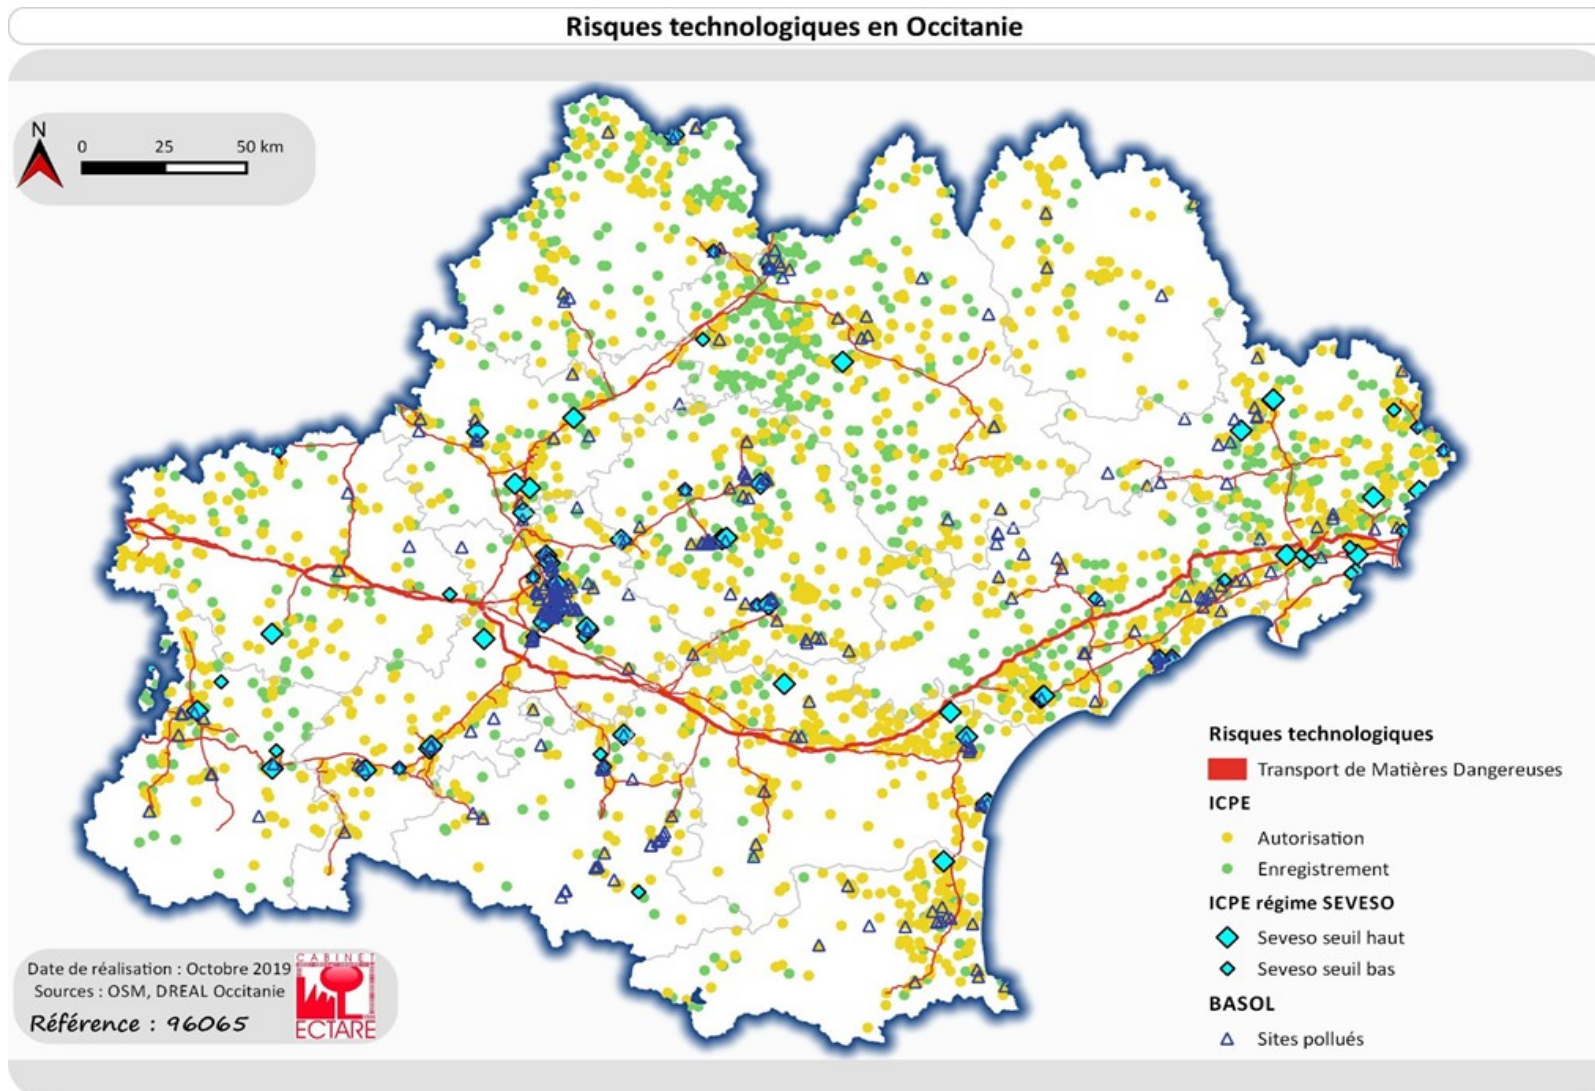 Risques technologiques en Occitanie
N
0 25 50 km
Risques technologiques
Transport de Matières Dangereuses
ICPE
Autorisation
Enregistrement
ICPE régime SEVESO
Seveso seuil haut
Seveso seuil bas
BASOL
Sites pollués
Date de réalisation : Octobre 2019
Sources : OSM, DREAL Occitanie
Référence : 96065
CABINET
ECTARE